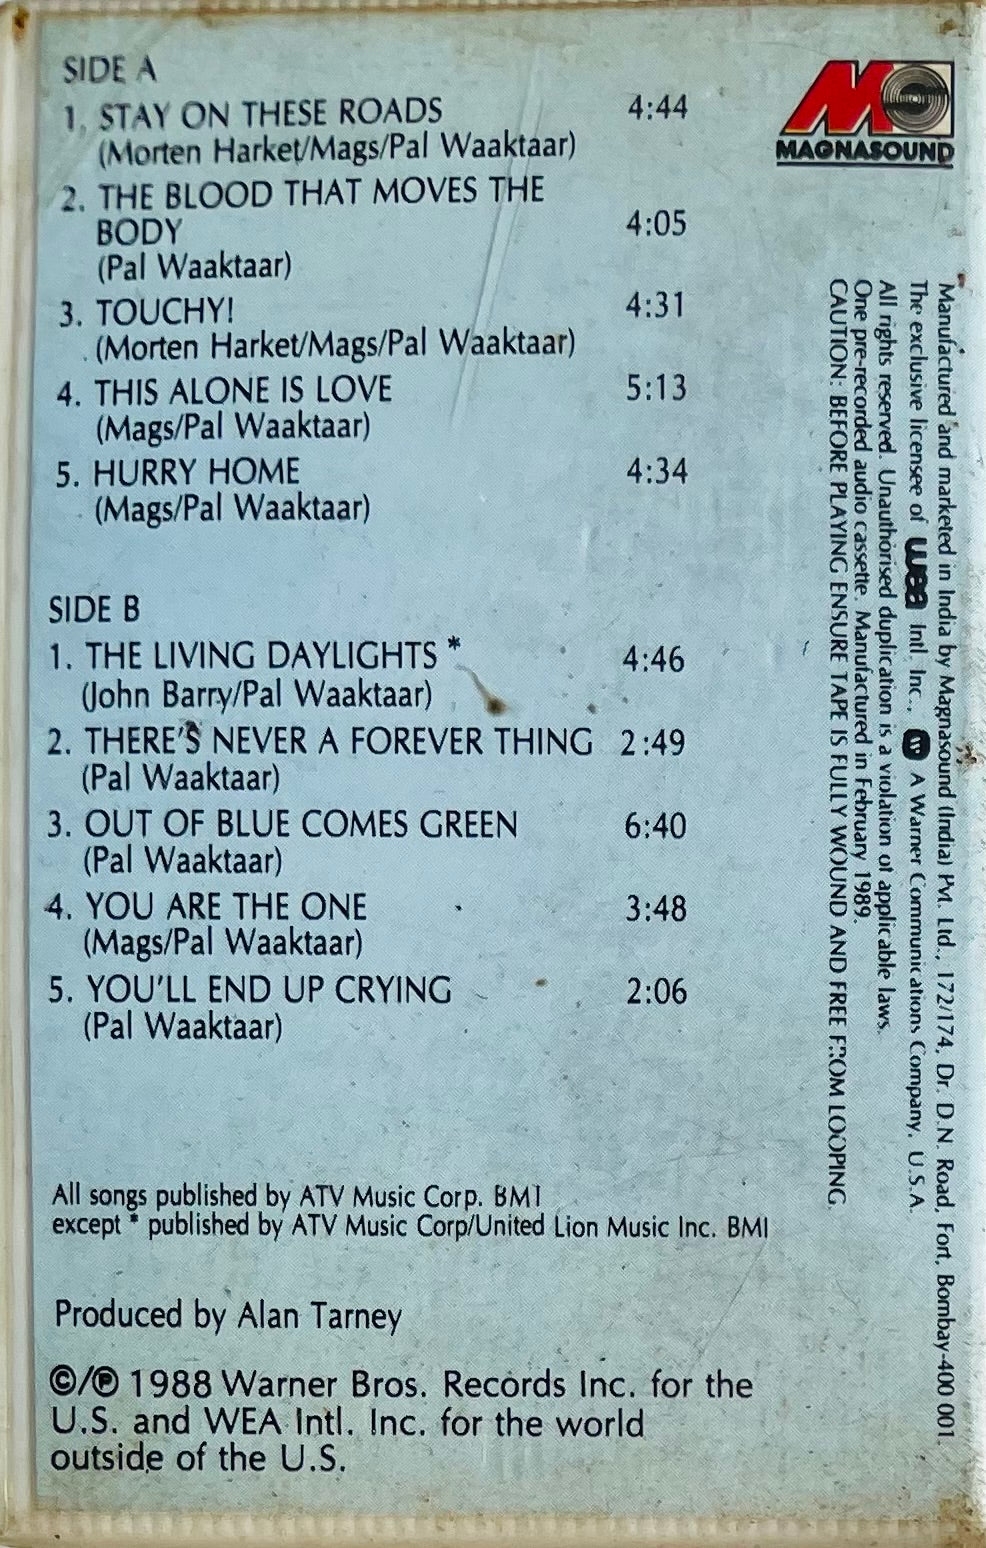 SIDE A
1. STAY ON THESE ROADS 4:44
(Morten Harket/Mags/Pal Waaktaar)
2. THE BLOOD THAT MOVES THE
BODY 4:05
(Pal Waaktaar)
3. TOUCHY! 4:31
(Morten Harket/Mags/Pal Waaktaar)
4. THIS ALONE IS LOVE 5:13
(Mags/Pal Waaktaar)
5. HURRY HOME 4:34
(Mags/Pal Waaktaar)
SIDE B
1. THE LIVING DAYLIGHTS * 4:46
(John Barry/Pal Waaktaar)
2. THERE'S NEVER A FOREVER THING 2:49
(Pal Waaktaar)
3. OUT OF BLUE COMES GREEN 6:40
(Pal Waaktaar)
4. YOU ARE THE ONE 3:48
(Mags/Pal Waaktaar)
5. YOU'LL END UP CRYING 2:06
(Pal Waaktaar)
All songs published by ATV Music Corp. BMI
except * published by ATV Music Corp/United Lion Music Inc. BMI
Produced by Alan Tarney
©/℗ 1988 Warner Bros. Records Inc. for the
U.S. and WEA Intl. Inc. for the world
outside of the U.S.
MAGNASOUND
Manufactured and marketed in India by Magnasound (India) Pvt. Ltd., 172/174, Dr. D.N. Road, Fort, Bombay-400 001.
The exclusive licensee of wea Intl. Inc., W A Warner Communications Company, U.S.A.
All rights reserved. Unauthorised duplication is a violation of applicable laws.
One pre-recorded audio cassette. Manufactured in February 1989.
CAUTION: BEFORE PLAYING ENSURE TAPE IS FULLY WOUND AND FREE FROM LOOPING.